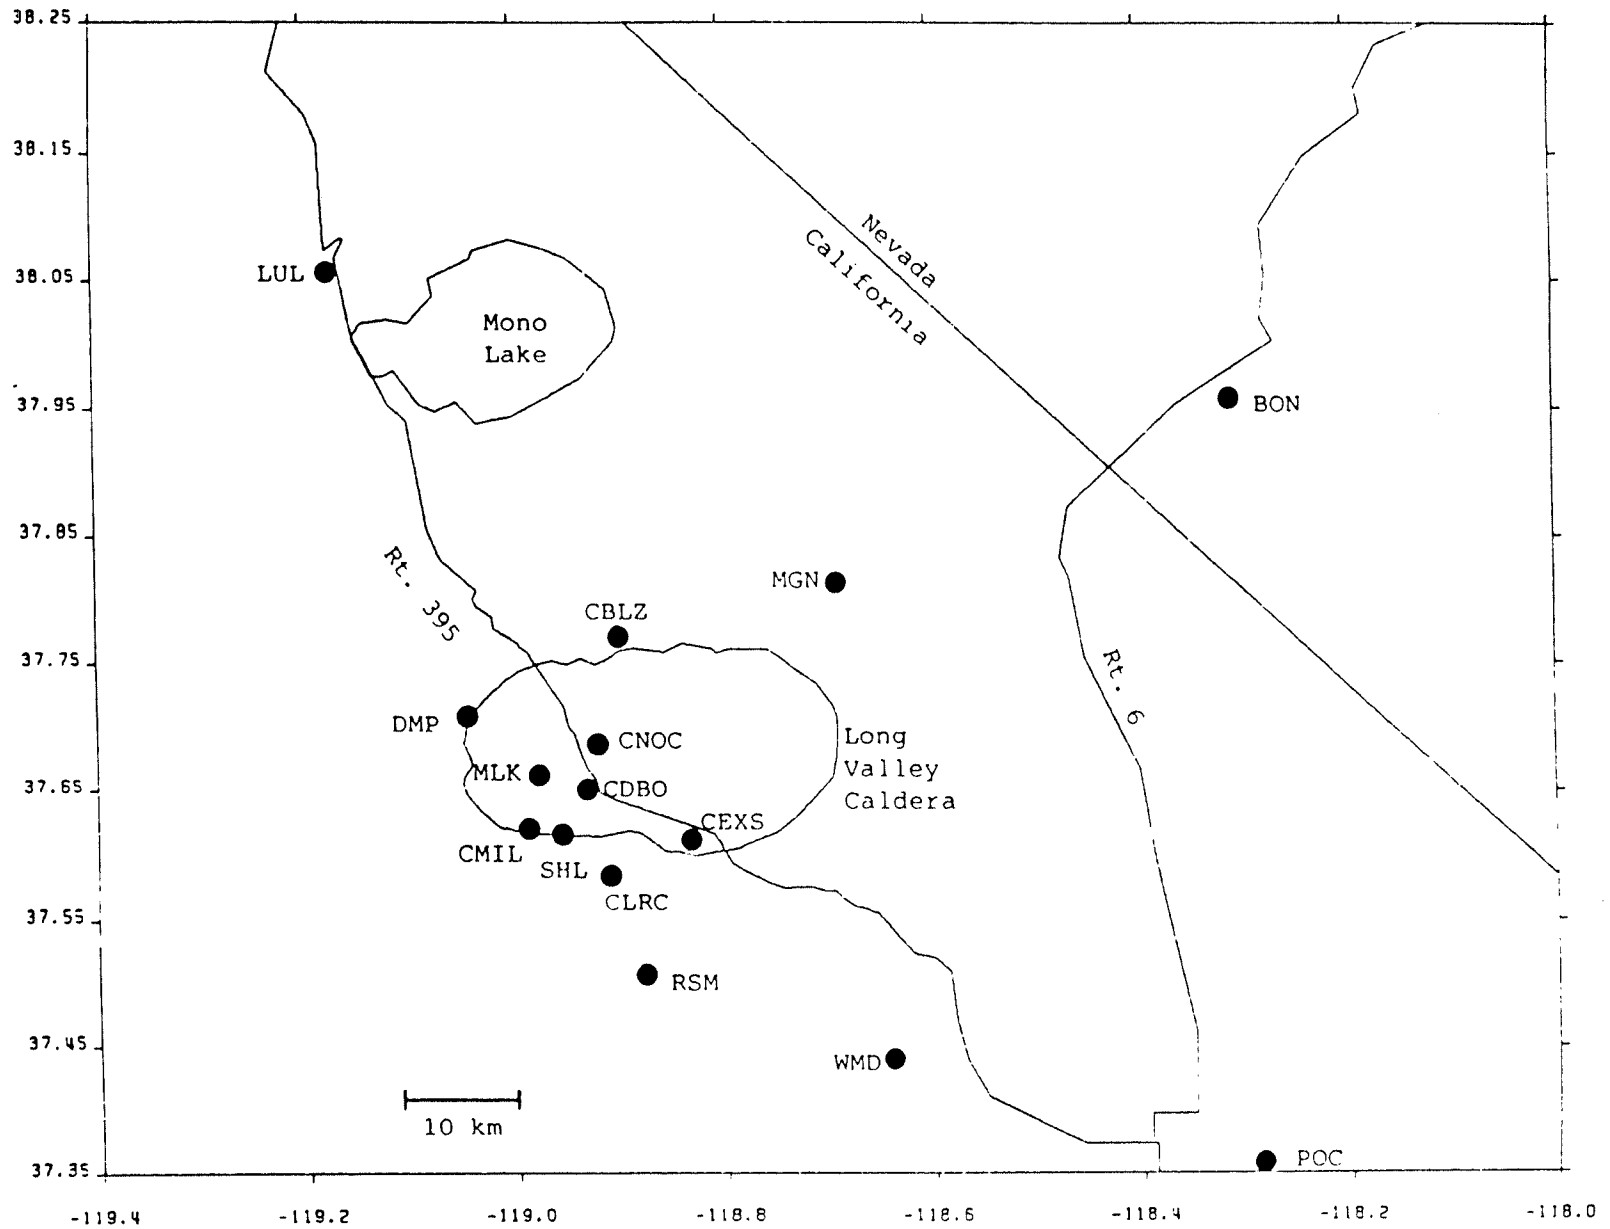 38.25
38.15
Nevada
California
LUL
38.05
Mono
Lake
37.95
BON
37.85
Rt. 395
MGN
CBLZ
37.75
Rt. 6
DMP
CNOC
Long
Valley
Caldera
MLK
37.65
CDBO
CEXS
CMIL
SHL
CLRC
37.55
RSM
37.45
WMD
10 km
37.35
POC
-119.4
-119.2
-119.0
-118.8
-118.6
-118.4
-118.2
-118.0